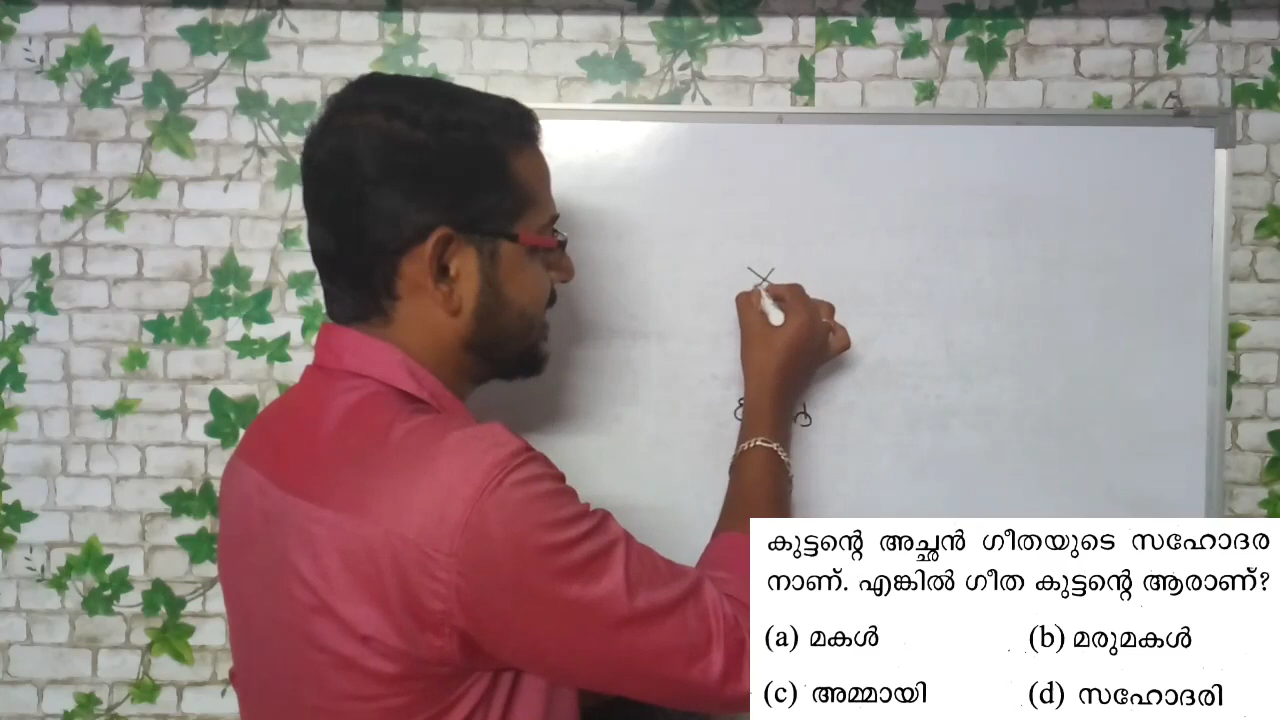 കുട്ടന്റെ അച്ഛൻ ഗീതയുടെ സഹോദര
നാണ്. എങ്കിൽ ഗീത കുട്ടന്റെ ആരാണ്?
(a) മകൾ (b) മരുമകൾ
(c) അമ്മായി (d) സഹോദരി